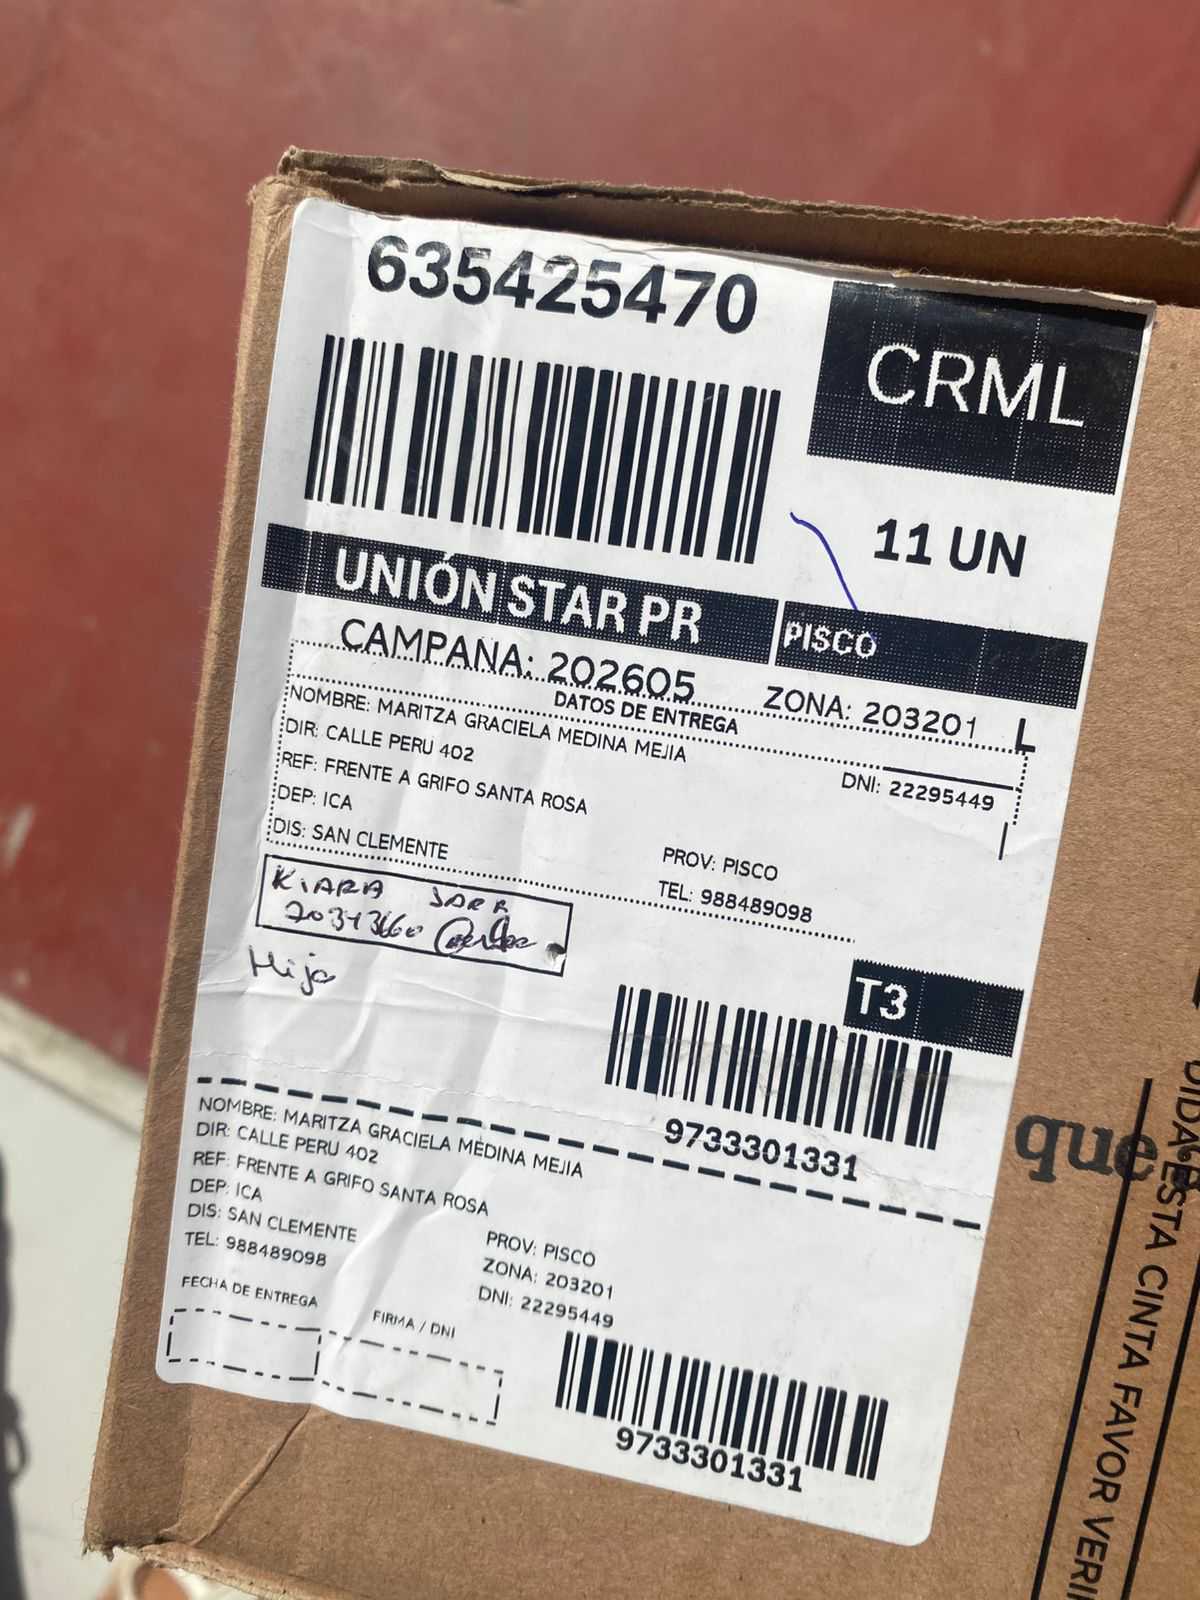 635425470
CRML
11 UN
UNIÓN STAR PR
PISCO
CAMPAÑA: 202605
ZONA: 203201
L
DATOS DE ENTREGA
NOMBRE: MARITZA GRACIELA MEDINA MEJIA
DIR: CALLE PERU 402
DNI: 22295449
REF: FRENTE A GRIFO SANTA ROSA
DEP: ICA
PROV: PISCO
DIS: SAN CLEMENTE
TEL: 988489098
KIARA
Hija
T3
9733301331
NOMBRE: MARITZA GRACIELA MEDINA MEJIA
DIR: CALLE PERU 402
REF: FRENTE A GRIFO SANTA ROSA
DEP: ICA
PROV: PISCO
DIS: SAN CLEMENTE
ZONA: 203201
TEL: 988489098
DNI: 22295449
FECHA DE ENTREGA
FIRMA / DNI
9733301331
que
ESTA CINTA FAVOR VERI